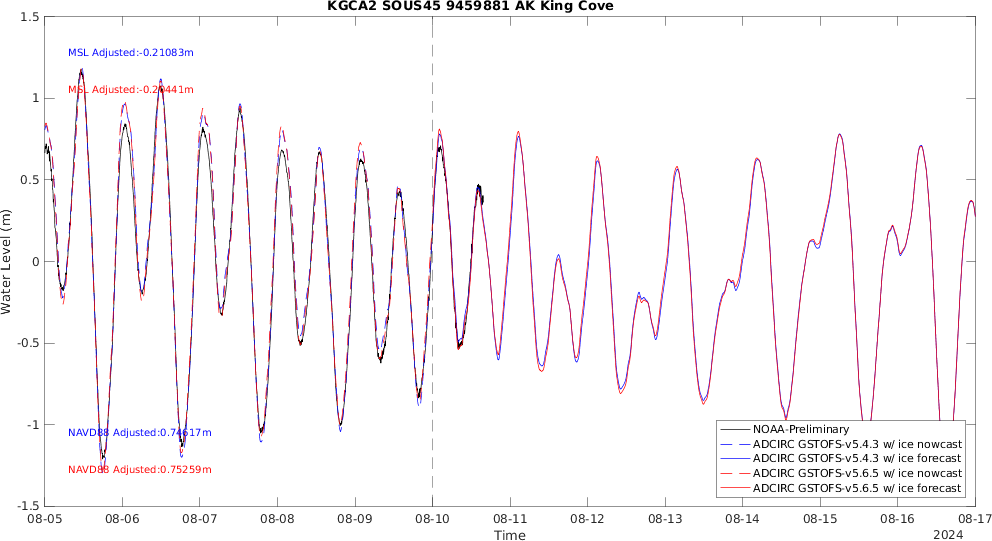 KGCA2 SOUS45 9459881 AK King Cove
MSL Adjusted:-0.21083m
MSL Adjusted:-0.20441m
NAVD88 Adjusted:0.74617m
NAVD88 Adjusted:0.75259m
Water Level (m)
1.5
1
0.5
0
-0.5
-1
-1.5
NOAA-Preliminary
ADCIRC GSTOFS-v5.4.3 w/ ice nowcast
ADCIRC GSTOFS-v5.4.3 w/ ice forecast
ADCIRC GSTOFS-v5.6.5 w/ ice nowcast
ADCIRC GSTOFS-v5.6.5 w/ ice forecast
08-05 08-06 08-07 08-08 08-09 08-10 08-11 08-12 08-13 08-14 08-15 08-16 08-17
Time
2024